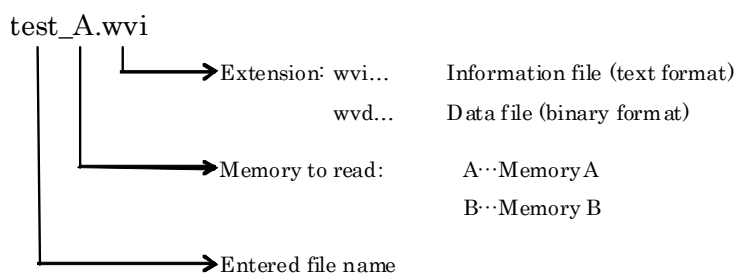 test_A.wvi
Extension: wvi... Information file (text format)
wvd... Data file (binary format)
Memory to read: A…Memory A
B…Memory B
Entered file name